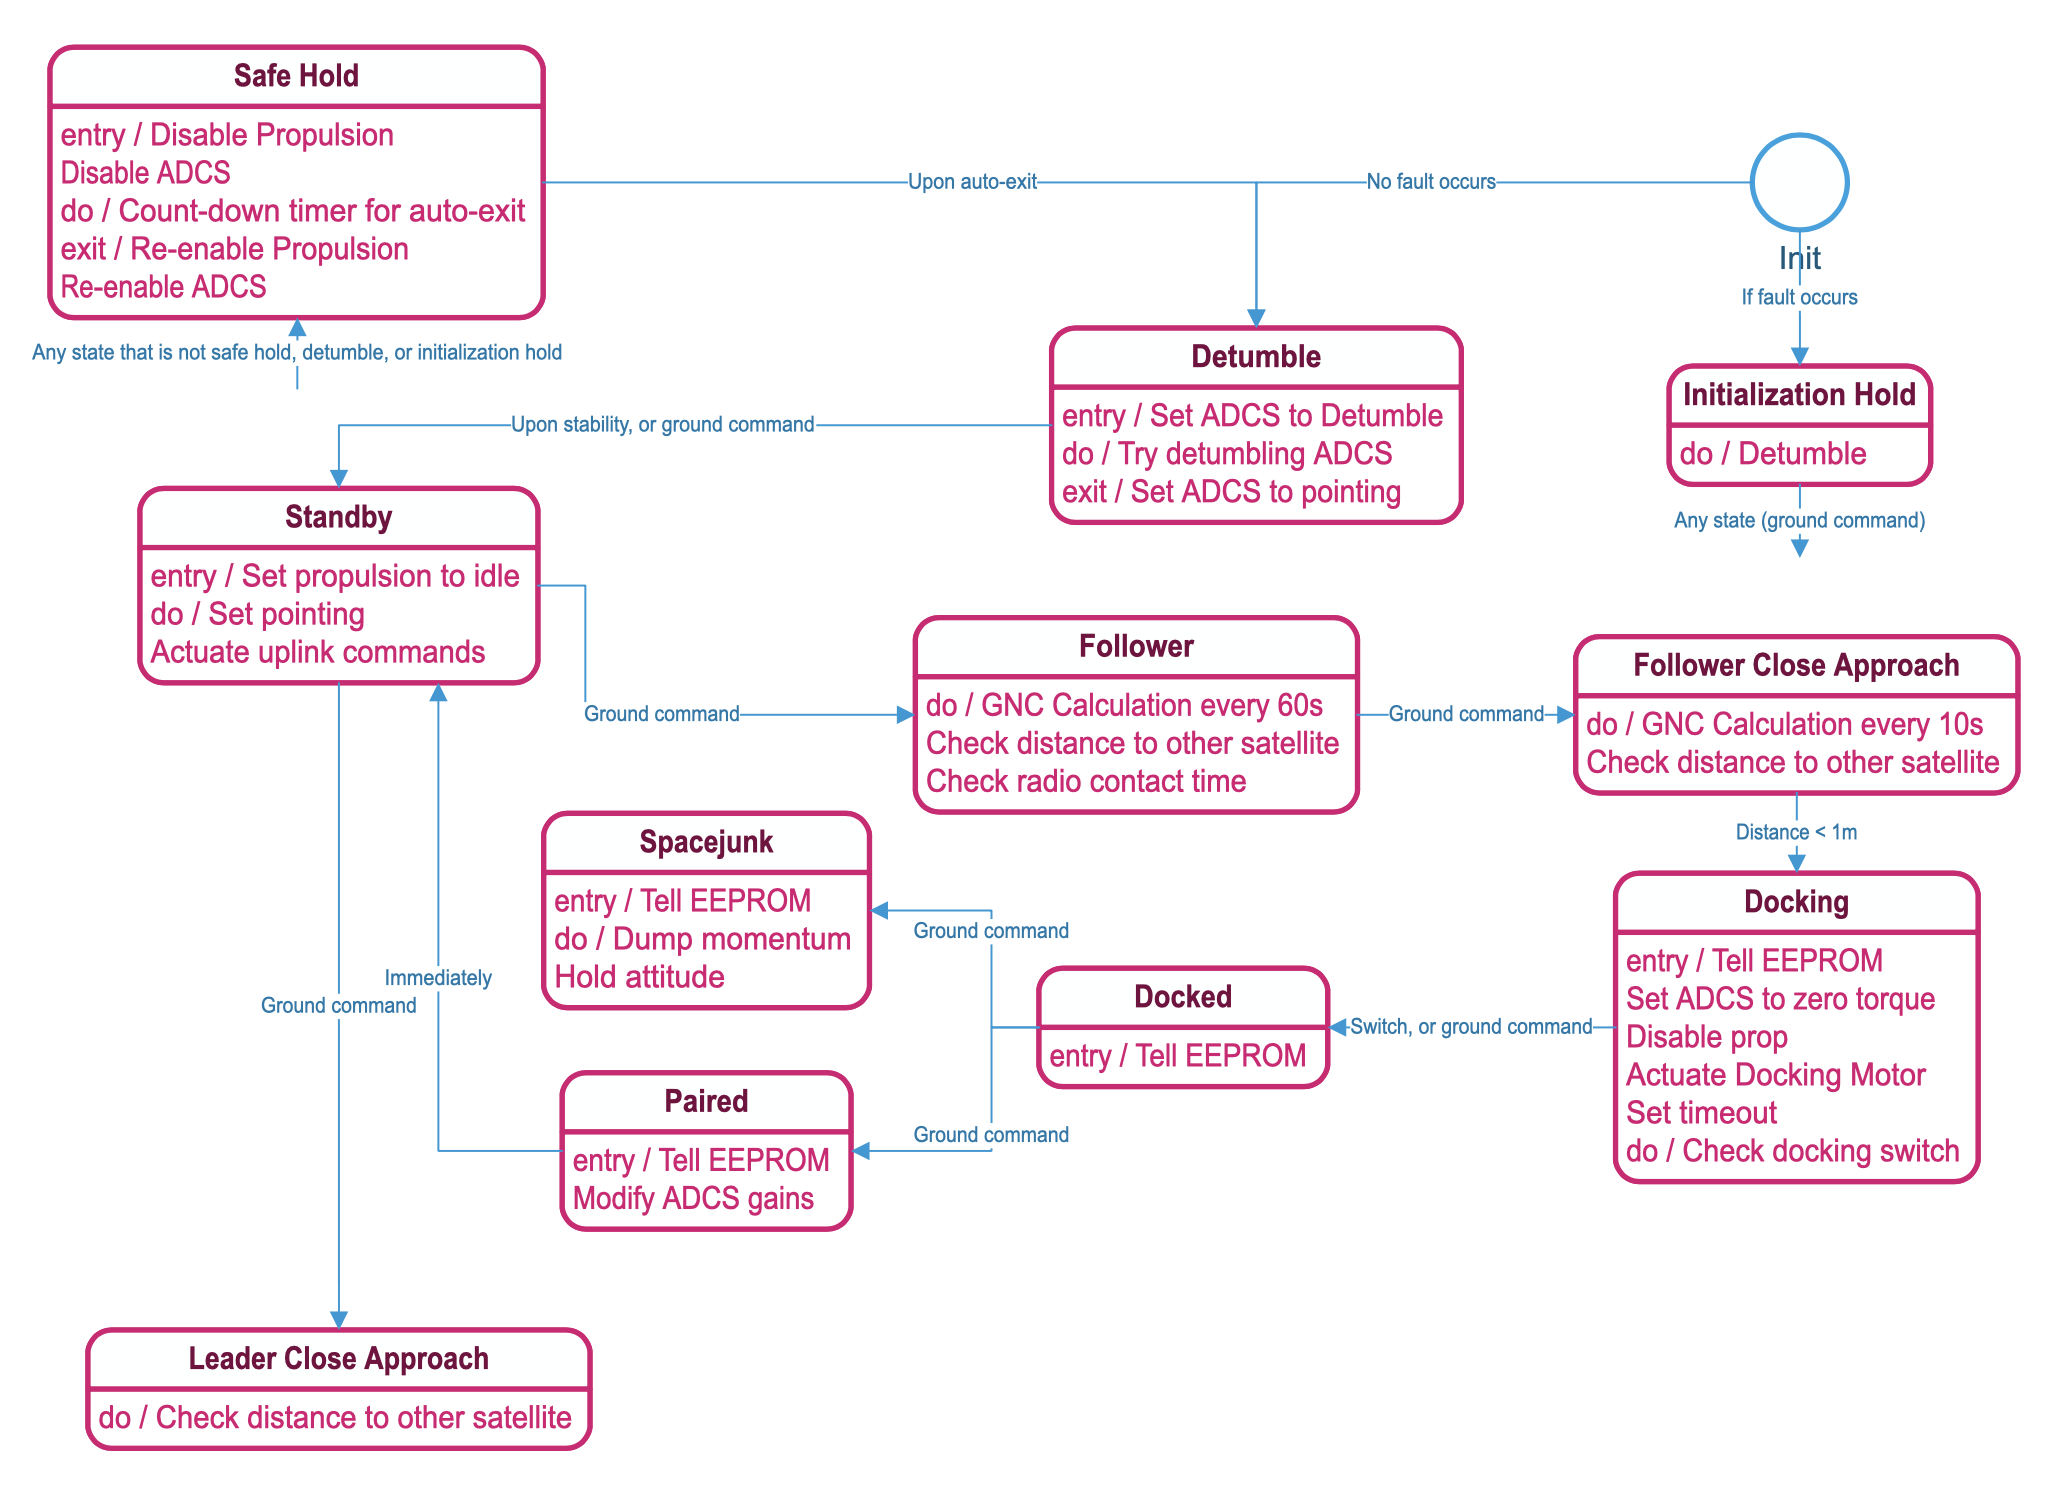 Safe Hold
entry / Disable Propulsion
Disable ADCS
do / Count-down timer for auto-exit
exit / Re-enable Propulsion
Re-enable ADCS
Upon auto-exit
No fault occurs
Init
If fault occurs
Any state that is not safe hold, detumble, or initialization hold
Detumble
entry / Set ADCS to Detumble
do / Try detumbling ADCS
exit / Set ADCS to pointing
Initialization Hold
do / Detumble
Any state (ground command)
Upon stability, or ground command
Standby
entry / Set propulsion to idle
do / Set pointing
Actuate uplink commands
Ground command
Follower
do / GNC Calculation every 60s
Check distance to other satellite
Check radio contact time
Ground command
Follower Close Approach
do / GNC Calculation every 10s
Check distance to other satellite
Distance < 1m
Spacejunk
entry / Tell EEPROM
do / Dump momentum
Hold attitude
Ground command
Docked
entry / Tell EEPROM
Switch, or ground command
Docking
entry / Tell EEPROM
Set ADCS to zero torque
Disable prop
Actuate Docking Motor
Set timeout
do / Check docking switch
Immediately
Ground command
Paired
entry / Tell EEPROM
Modify ADCS gains
Ground command
Leader Close Approach
do / Check distance to other satellite